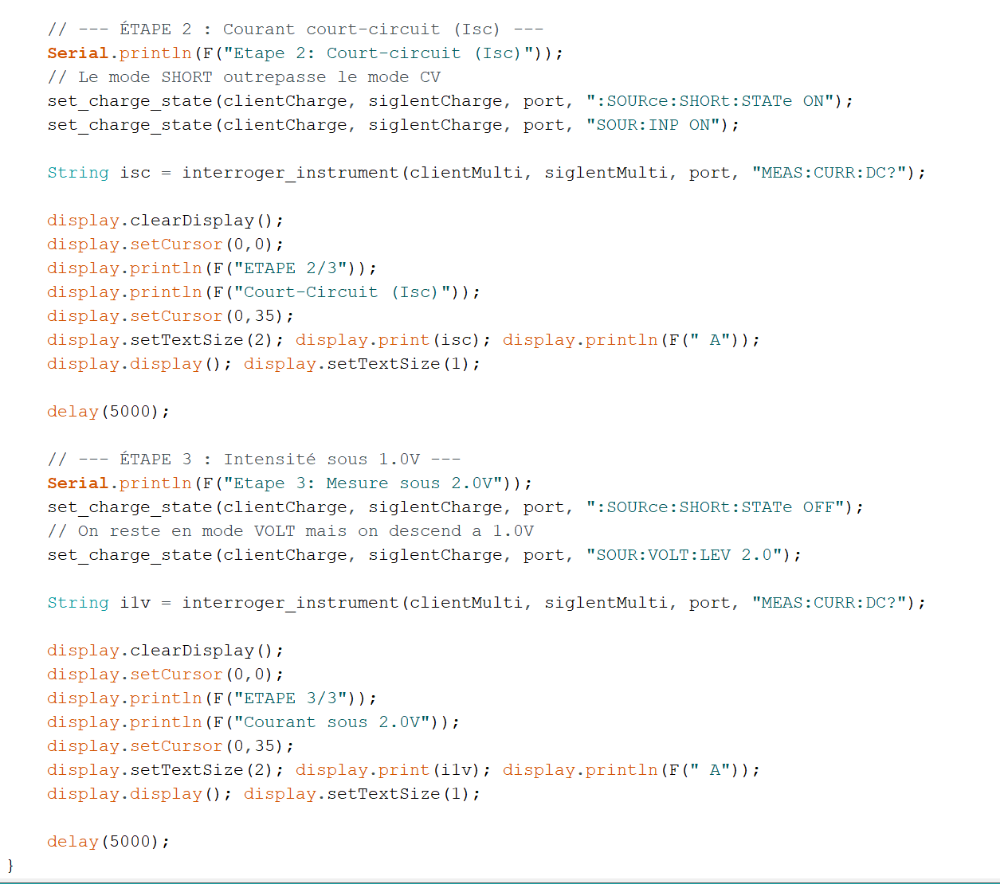 // --- ÉTAPE 2 : Courant court-circuit (Isc) ---
Serial.println(F("Etape 2: Court-circuit (Isc)"));
// Le mode SHORT outrepasse le mode CV
set_charge_state(clientCharge, siglentCharge, port, ":SOURce:SHORt:STATe ON");
set_charge_state(clientCharge, siglentCharge, port, "SOUR:INP ON");
String isc = interroger_instrument(clientMulti, siglentMulti, port, "MEAS:CURR:DC?");
display.clearDisplay();
display.setCursor(0,0);
display.println(F("ETAPE 2/3"));
display.println(F("Court-Circuit (Isc)"));
display.setCursor(0,35);
display.setTextSize(2); display.print(isc); display.println(F(" A"));
display.display(); display.setTextSize(1);
delay(5000);
// --- ÉTAPE 3 : Intensité sous 1.0V ---
Serial.println(F("Etape 3: Mesure sous 2.0V"));
set_charge_state(clientCharge, siglentCharge, port, ":SOURce:SHORt:STATe OFF");
// On reste en mode VOLT mais on descend a 1.0V
set_charge_state(clientCharge, siglentCharge, port, "SOUR:VOLT:LEV 2.0");
String i1v = interroger_instrument(clientMulti, siglentMulti, port, "MEAS:CURR:DC?");
display.clearDisplay();
display.setCursor(0,0);
display.println(F("ETAPE 3/3"));
display.println(F("Courant sous 2.0V"));
display.setCursor(0,35);
display.setTextSize(2); display.print(i1v); display.println(F(" A"));
display.display(); display.setTextSize(1);
delay(5000);
}